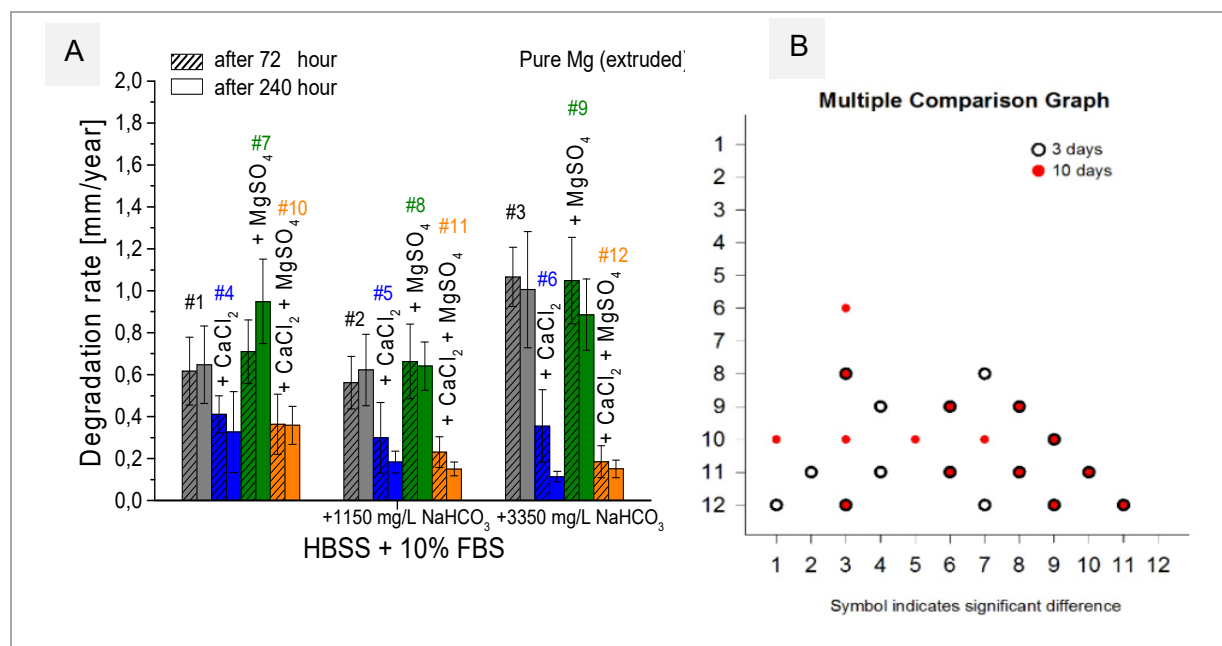 A
after 72 hour
after 240 hour
Pure Mg (extruded)
Degradation rate [mm/year]
2,0
1,8
1,6
1,4
1,2
1,0
0,8
0,6
0,4
0,2
0,0
#1
#4
+ CaCl2
#7
+ MgSO4
#10
+ CaCl2 + MgSO4
#2
#5
+ CaCl2
#8
+ MgSO4
#11
+ CaCl2 + MgSO4
#3
#6
+ CaCl2
#9
+ MgSO4
#12
+ CaCl2 + MgSO4
+1150 mg/L NaHCO3
+3350 mg/L NaHCO3
HBSS + 10% FBS
B
Multiple Comparison Graph
3 days
10 days
1
2
3
4
5
6
7
8
9
10
11
12
1 2 3 4 5 6 7 8 9 10 11 12
Symbol indicates significant difference